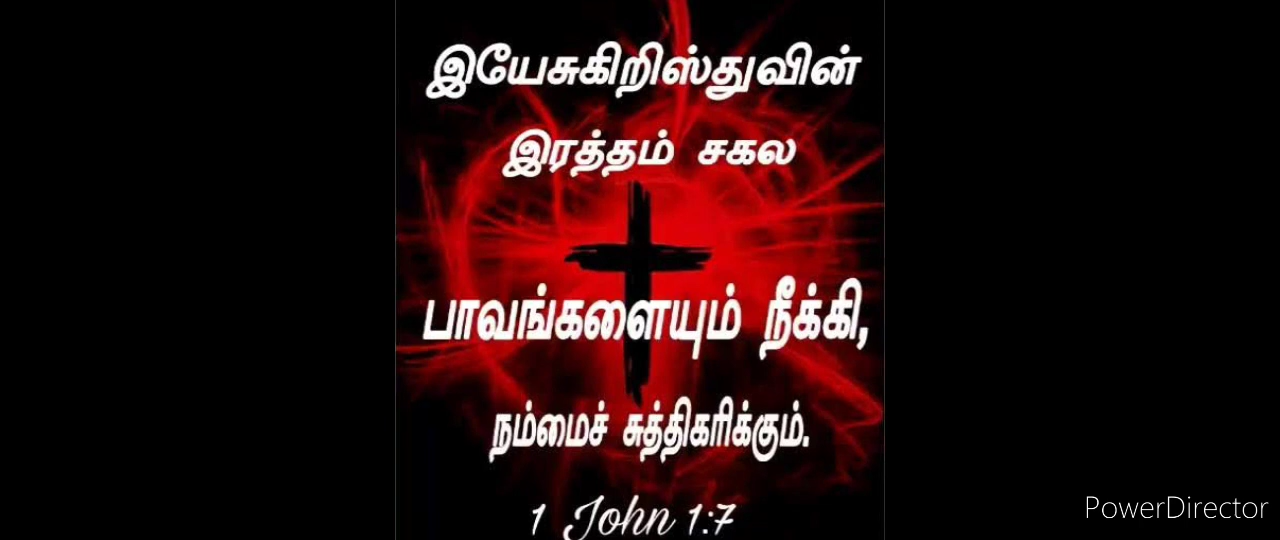 இயேசுகிறிஸ்துவின்
இரத்தம் சகல
பாவங்களையும் நீக்கி,
நம்மைச் சுத்திகரிக்கும்.
1 John 1:7
PowerDirector